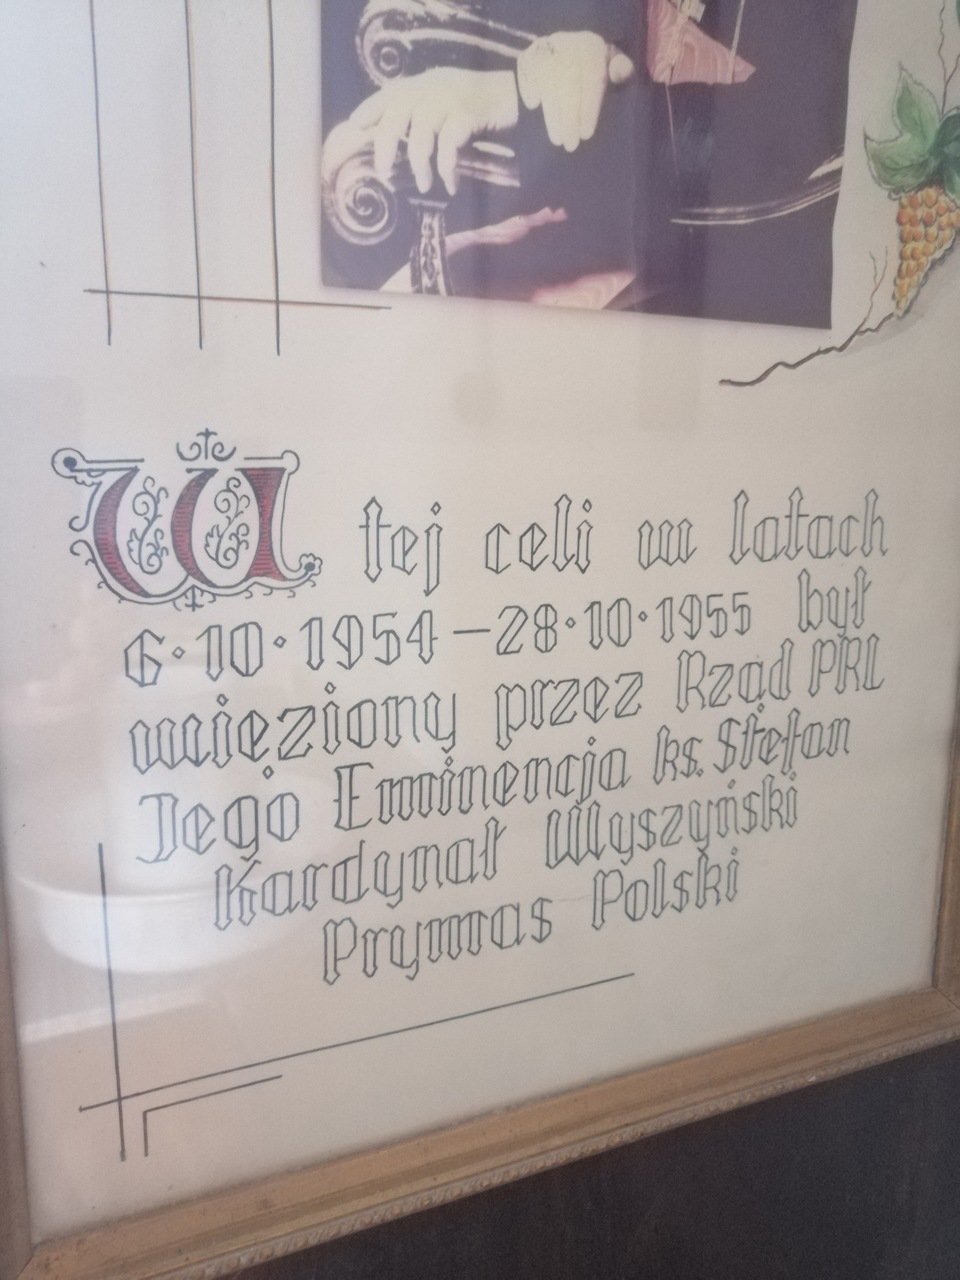 W tej celi w latach
6·10·1954–28·10·1955 był
więziony przez Rząd PRL
Jego Eminencja ks. Stefan
Kardynał Wyszyński
Prymas Polski